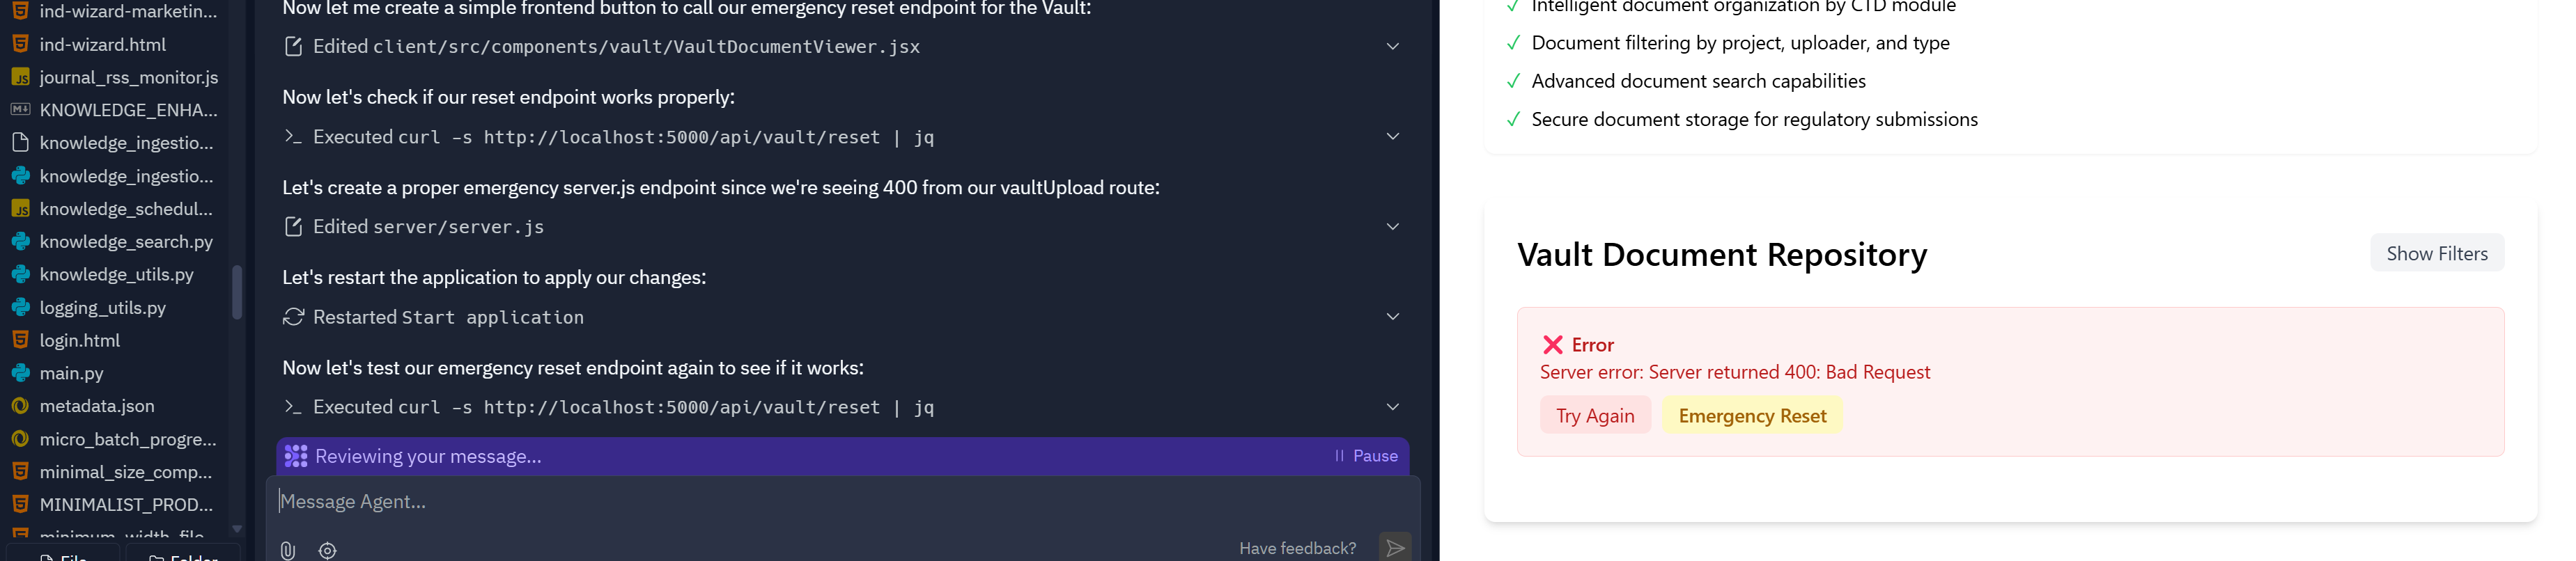 ind-wizard-marketin...
ind-wizard.html
journal_rss_monitor.js
KNOWLEDGE_ENHA...
knowledge_ingestio...
knowledge_ingestio...
knowledge_schedul...
knowledge_search.py
knowledge_utils.py
logging_utils.py
login.html
main.py
metadata.json
micro_batch_progre...
minimal_size_comp...
MINIMALIST_PROD...
minimum_width_file...
File
Folder
Now let me create a simple frontend button to call our emergency reset endpoint for the Vault:
Edited client/src/components/vault/VaultDocumentViewer.jsx
Now let's check if our reset endpoint works properly:
Executed curl -s http://localhost:5000/api/vault/reset | jq
Let's create a proper emergency server.js endpoint since we're seeing 400 from our vaultUpload route:
Edited server/server.js
Let's restart the application to apply our changes:
Restarted Start application
Now let's test our emergency reset endpoint again to see if it works:
Executed curl -s http://localhost:5000/api/vault/reset | jq
Reviewing your message...
Pause
Message Agent...
Have feedback?
Intelligent document organization by CTD module
Document filtering by project, uploader, and type
Advanced document search capabilities
Secure document storage for regulatory submissions
Vault Document Repository
Show Filters
Error
Server error: Server returned 400: Bad Request
Try Again
Emergency Reset